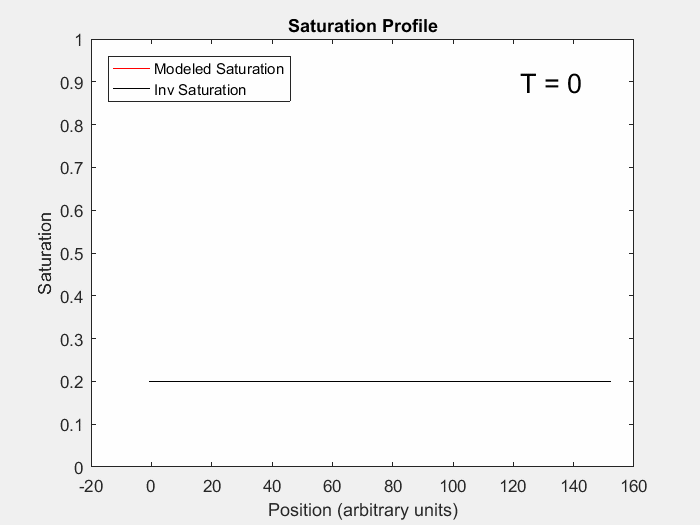 Saturation Profile
1
Modeled Saturation
Inv Saturation
T = 0
0.9
0.8
0.7
0.6
0.5
0.4
0.3
0.2
0.1
0
Saturation
-20 0 20 40 60 80 100 120 140 160
Position (arbitrary units)